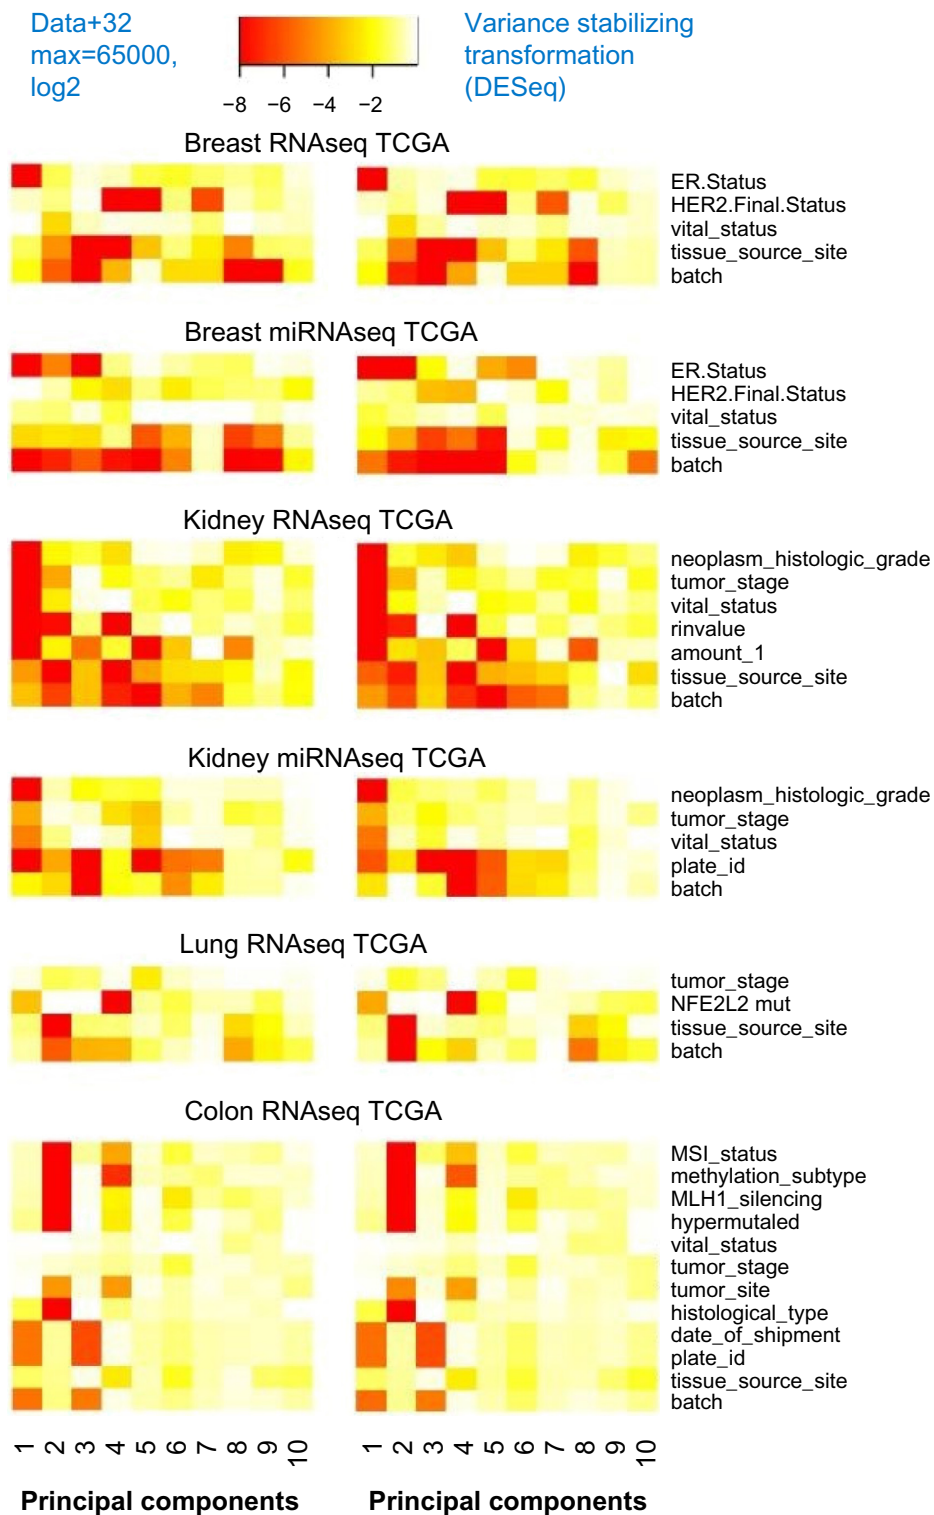 Data+32
max=65000,
log2
−8 −6 −4 −2
Variance stabilizing
transformation
(DESeq)
Breast RNAseq TCGA
ER.Status
HER2.Final.Status
vital_status
tissue_source_site
batch
Breast miRNAseq TCGA
ER.Status
HER2.Final.Status
vital_status
tissue_source_site
batch
Kidney RNAseq TCGA
neoplasm_histologic_grade
tumor_stage
vital_status
rinvalue
amount_1
tissue_source_site
batch
Kidney miRNAseq TCGA
neoplasm_histologic_grade
tumor_stage
vital_status
plate_id
batch
Lung RNAseq TCGA
tumor_stage
NFE2L2 mut
tissue_source_site
batch
Colon RNAseq TCGA
MSI_status
methylation_subtype
MLH1_silencing
hypermutaled
vital_status
tumor_stage
tumor_site
histological_type
date_of_shipment
plate_id
tissue_source_site
batch
1 2 3 4 5 6 7 8 9 10
1 2 3 4 5 6 7 8 9 10
Principal components
Principal components